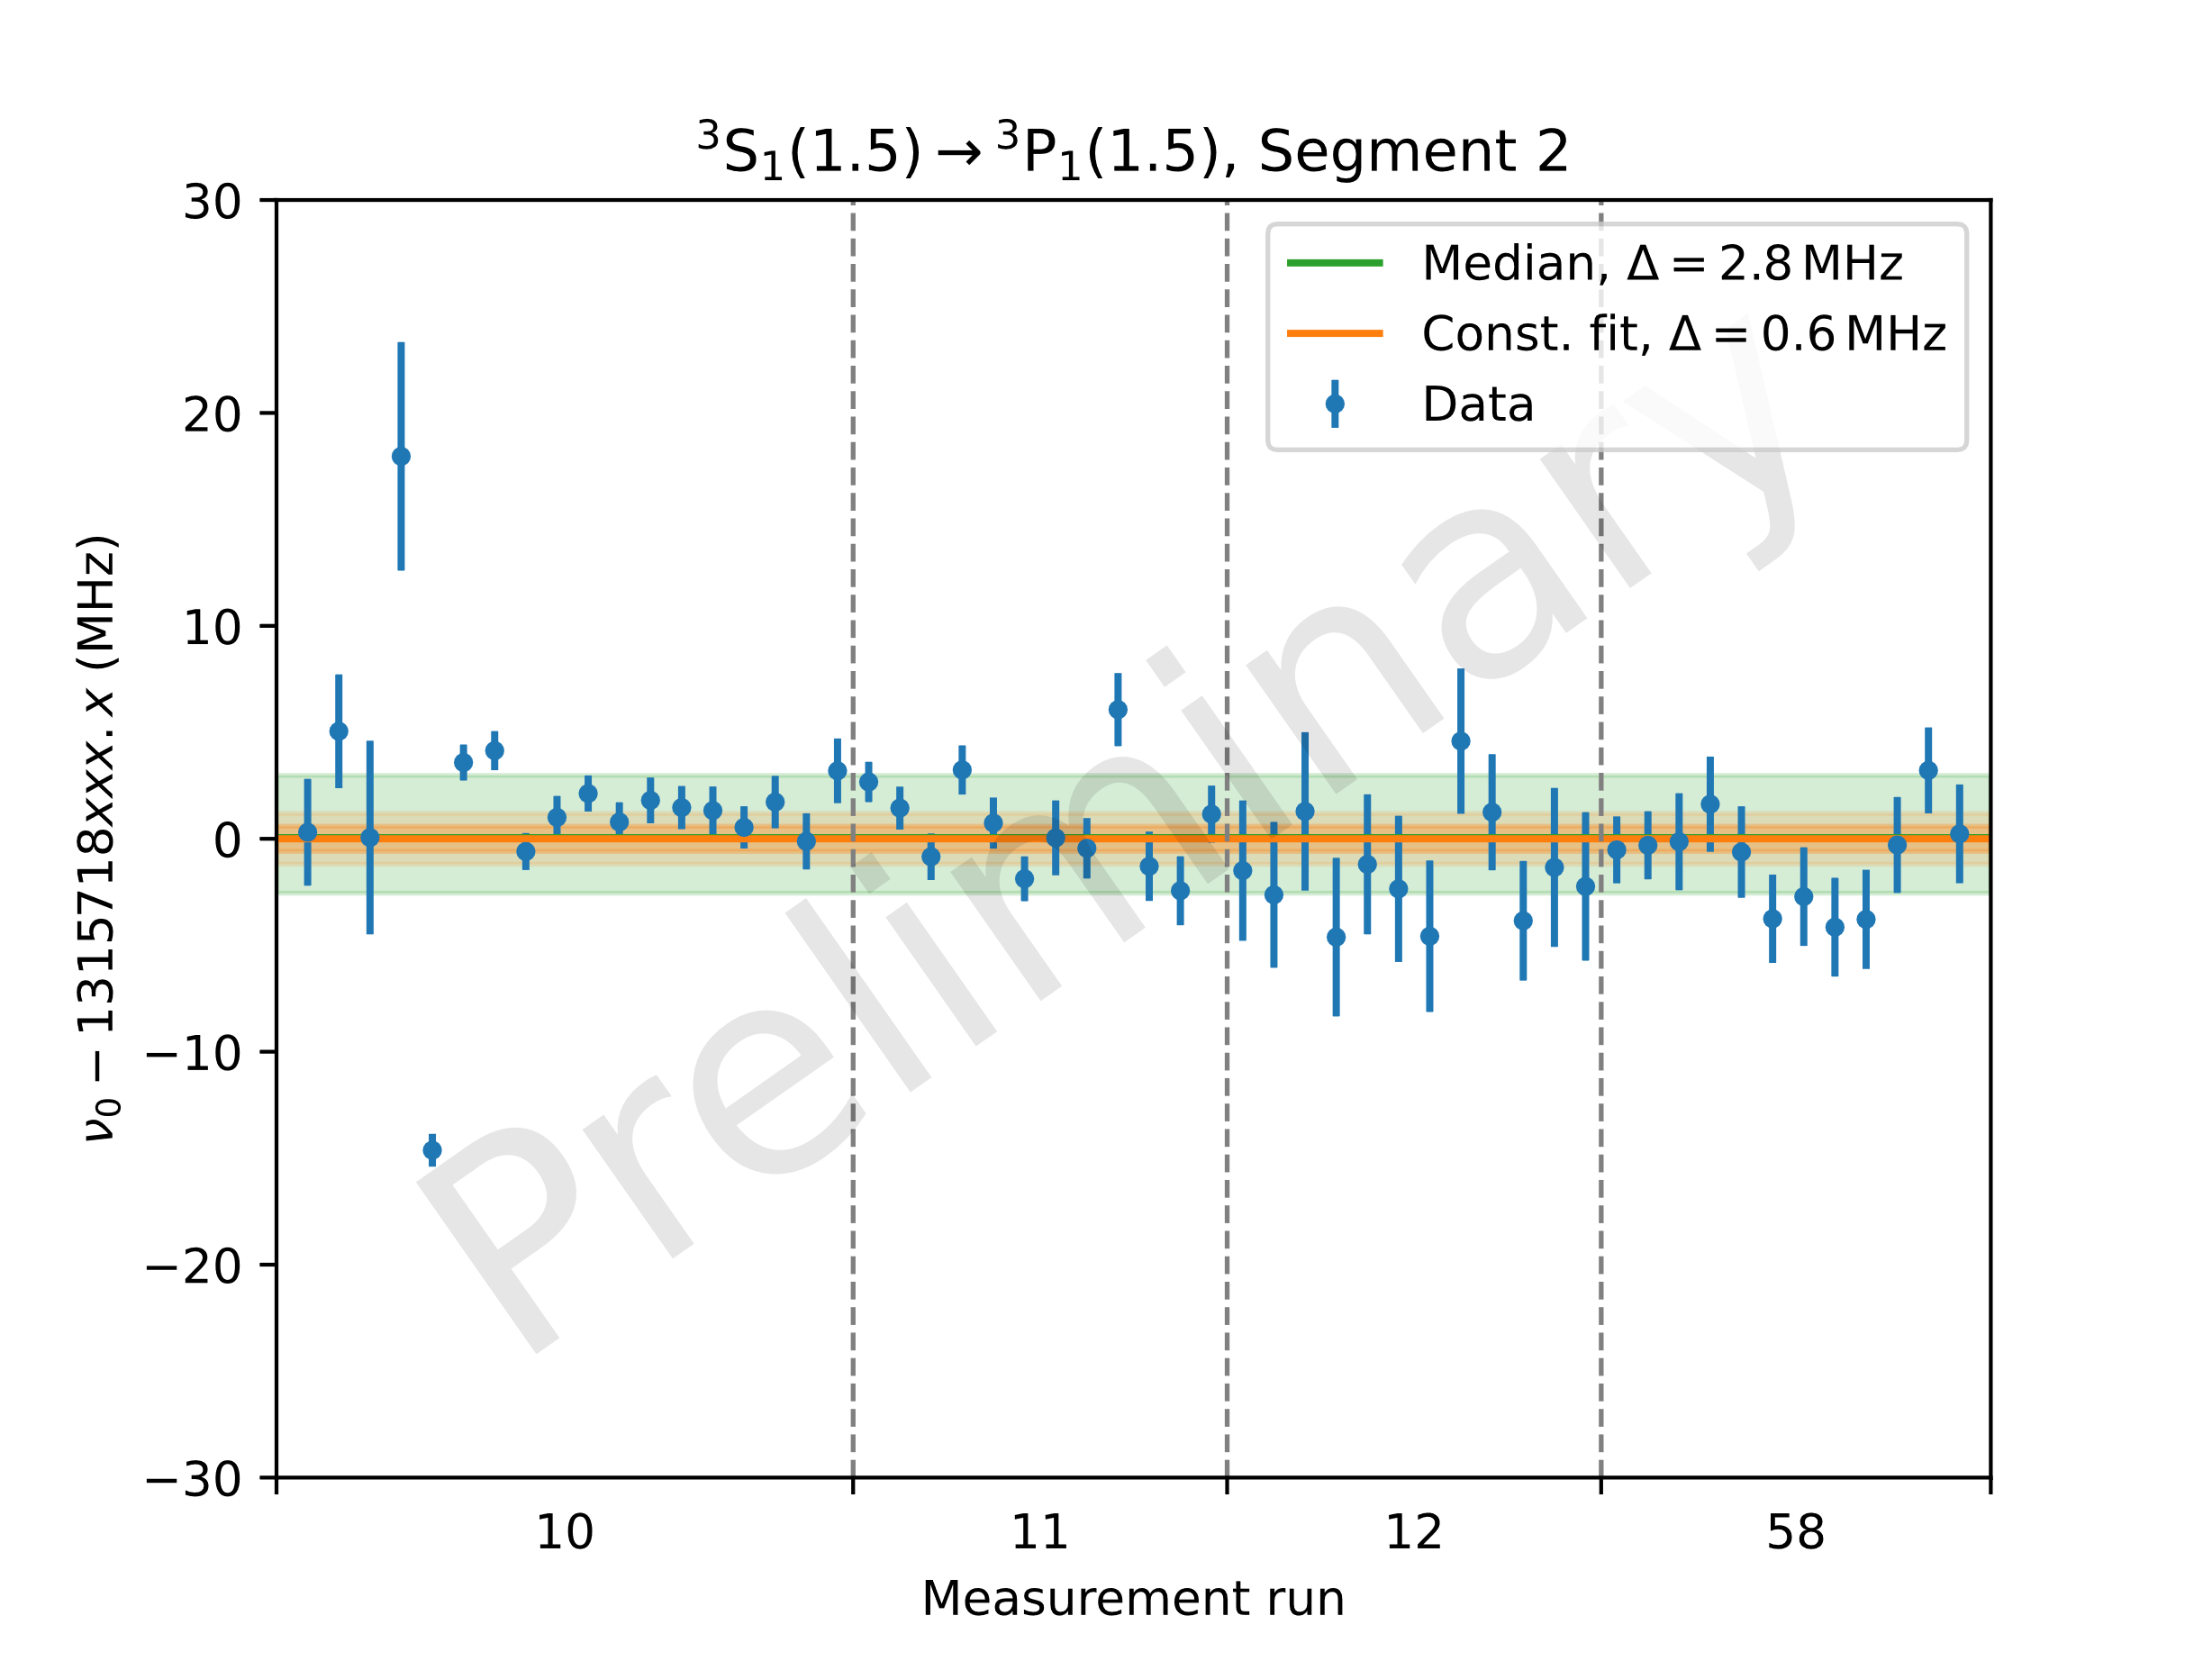 ³S₁(1.5) → ³P₁(1.5), Segment 2
30
20
10
0
−10
−20
−30
ν₀ − 1315718xxx.x (MHz)
Median, Δ = 2.8 MHz
Const. fit, Δ = 0.6 MHz
Data
Preliminary
10
11
12
58
Measurement run